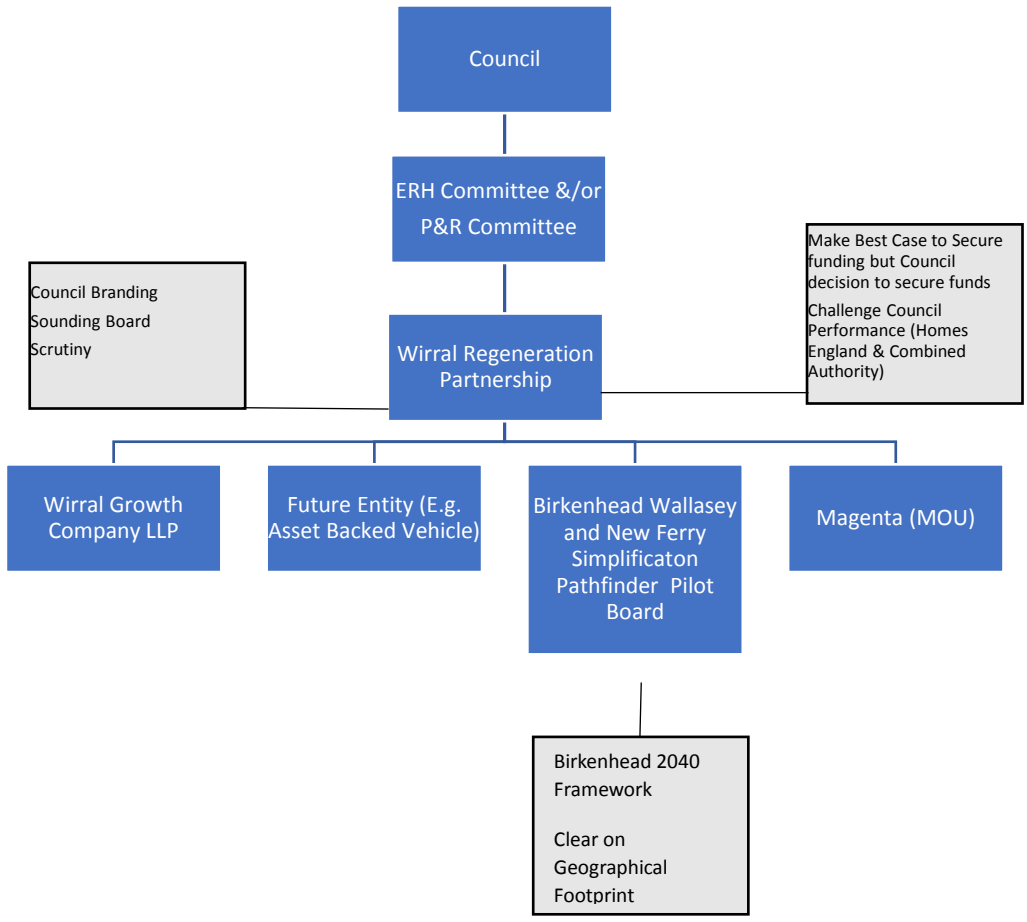 Council
ERH Committee &/or
P&R Committee
Make Best Case to Secure
funding but Council
decision to secure funds
Challenge Council
Performance (Homes
England & Combined
Authority)
Council Branding
Sounding Board
Scrutiny
Wirral Regeneration
Partnership
Wirral Growth
Company LLP
Future Entity (E.g.
Asset Backed Vehicle)
Birkenhead Wallasey
and New Ferry
Simplificaton
Pathfinder Pilot
Board
Magenta (MOU)
Birkenhead 2040
Framework
Clear on
Geographical
Footprint